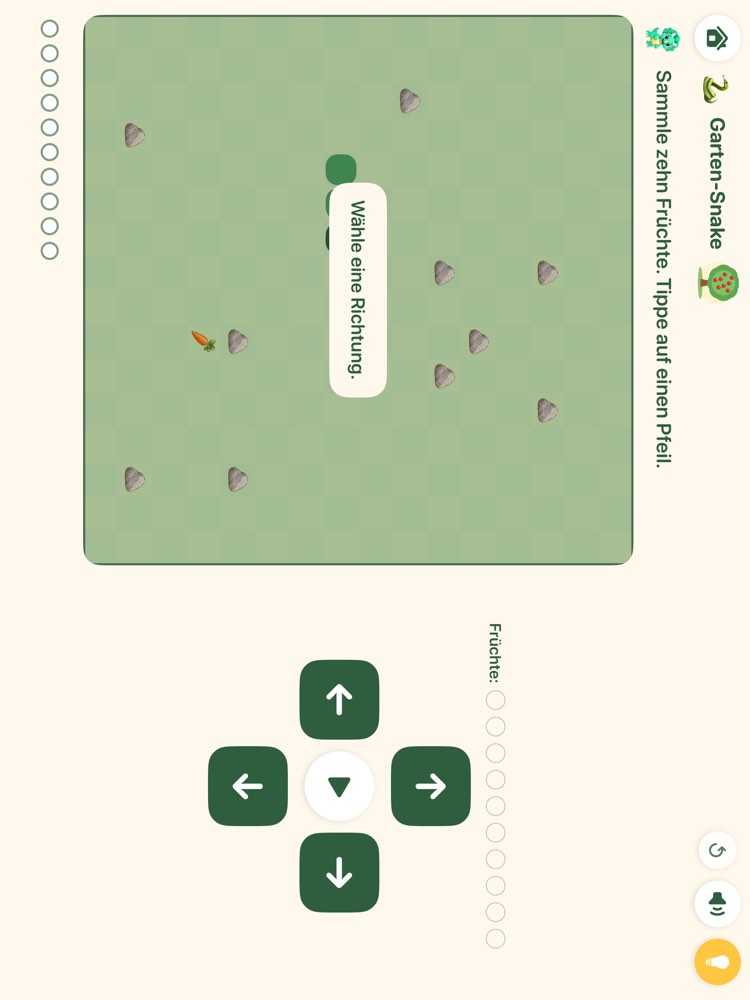 Garten-Snake
Sammle zehn Früchte. Tippe auf einen Pfeil.
Wähle eine Richtung.
Früchte: